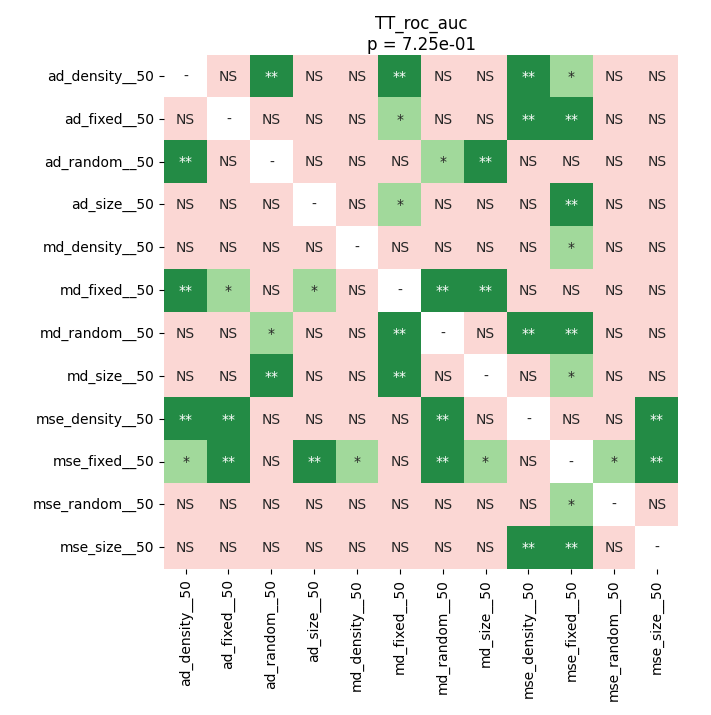 TT_roc_auc
p = 7.25e-01
ad_density__50 - NS ** NS NS ** NS NS ** * NS NS
ad_fixed__50 NS - NS NS NS * NS NS ** ** NS NS
ad_random__50 ** NS - NS NS NS * ** NS NS NS NS
ad_size__50 NS NS NS - NS * NS NS NS ** NS NS
md_density__50 NS NS NS NS - NS NS NS NS * NS NS
md_fixed__50 ** * NS * NS - ** ** NS NS NS NS
md_random__50 NS NS * NS NS ** - NS ** ** NS NS
md_size__50 NS NS ** NS NS ** NS - NS * NS NS
mse_density__50 ** ** NS NS NS NS ** NS - NS NS **
mse_fixed__50 * ** NS ** * NS ** * NS - * **
mse_random__50 NS NS NS NS NS NS NS NS NS * - NS
mse_size__50 NS NS NS NS NS NS NS NS ** ** NS -
ad_density__50
ad_fixed__50
ad_random__50
ad_size__50
md_density__50
md_fixed__50
md_random__50
md_size__50
mse_density__50
mse_fixed__50
mse_random__50
mse_size__50